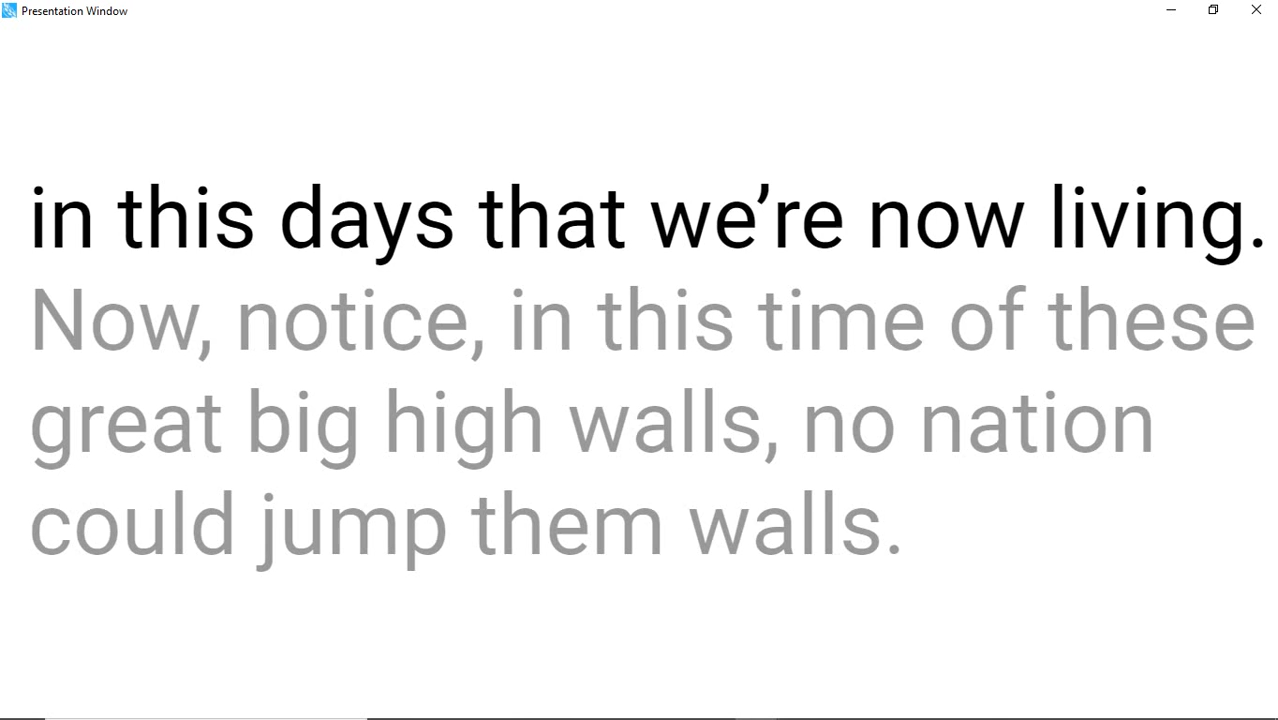 Presentation Window
in this days that we’re now living.
Now, notice, in this time of these
great big high walls, no nation
could jump them walls.